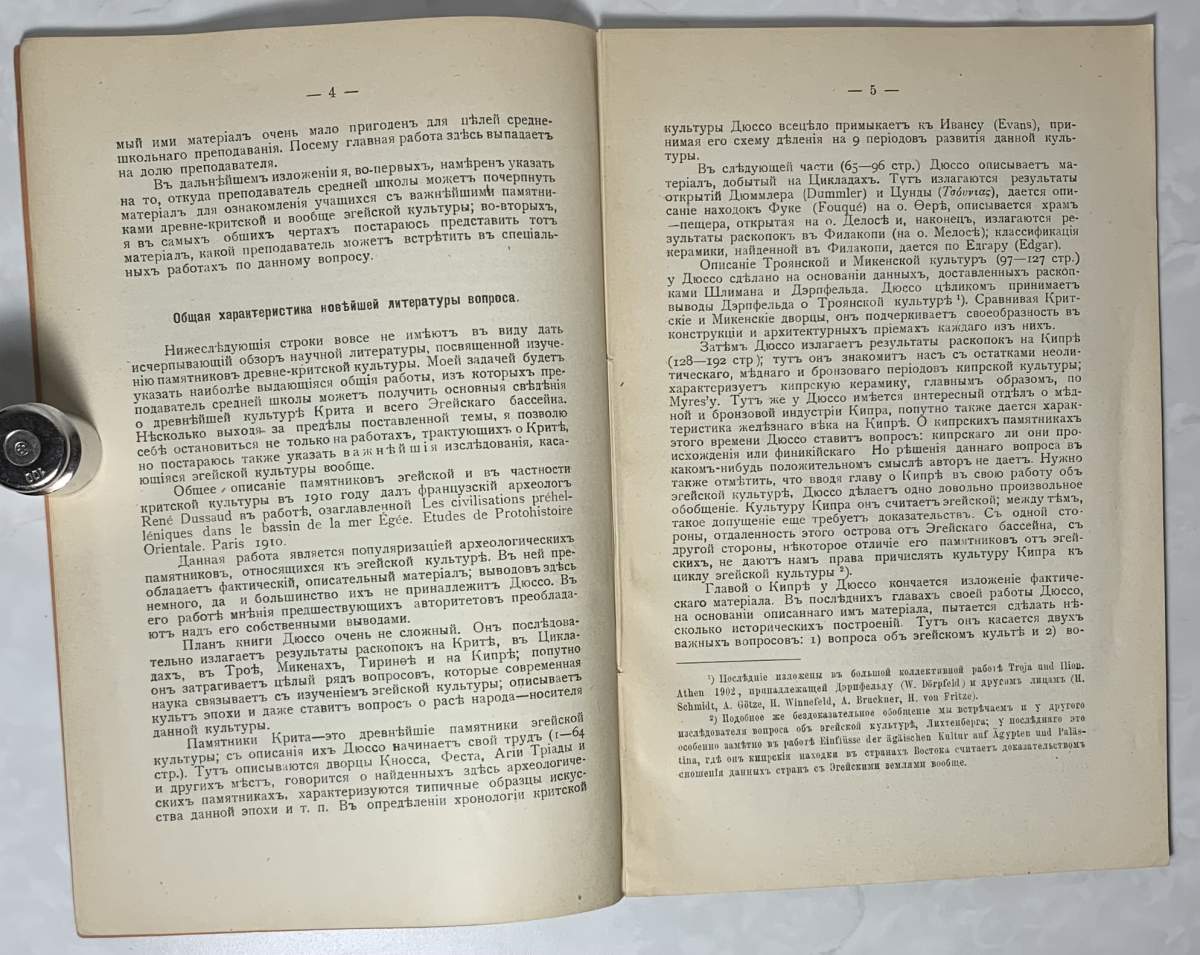 — 4 —
мый ими матеріалъ очень мало пригоденъ для цѣлей средне-
школьнаго преподаванія. Посему главная работа здѣсь выпадаетъ
на долю преподавателя.
Въ дальнѣйшемъ изложеніи я, во-первыхъ, намѣренъ указать
на то, откуда преподаватель средней школы можетъ почерпнуть
матеріалъ для ознакомленія учащихся съ важнѣйшими памятни-
ками древне-критской и вообще эгейской культуры; во-вторыхъ,
я въ самыхъ общихъ чертахъ постараюсь представить тотъ
матеріалъ, какой преподаватель можетъ встрѣтить въ спеціаль-
ныхъ работахъ по данному вопросу.
Общая характеристика новѣйшей литературы вопроса.
Нижеслѣдующія строки вовсе не имѣютъ въ виду дать
исчерпывающій обзоръ научной литературы, посвященной изуче-
нію памятниковъ древне-критской культуры. Моей задачей будетъ
указать наиболѣе выдающіяся общія работы, изъ которыхъ пре-
подаватель средней школы можетъ получить основныя свѣдѣнія
о древнѣйшей культурѣ Крита и всего Эгейскаго бассейна.
Нѣсколько выходя за предѣлы поставленной темы, я позволю
себѣ остановиться не только на работахъ, трактующихъ о Критѣ,
но постараюсь также указать важнѣйшія изслѣдованія, каса-
ющіяся эгейской культуры вообще.
Общее описаніе памятниковъ эгейской и въ частности
критской культуры въ 1910 году далъ французскій археологъ
René Dussaud въ работѣ, озаглавленной Les civilisations préhel-
léniques dans le bassin de la mer Égée. Etudes de Protohistoire
Orientale. Paris 1910.
Данная работа является популяризаціей археологическихъ
памятниковъ, относящихся къ эгейской культурѣ. Въ ней пре-
обладаетъ фактическій, описательный матеріалъ; выводовъ здѣсь
немного, да и большинство ихъ не принадлежитъ Дюссо. Въ
его работѣ мнѣнія предшествующихъ авторитетовъ преоблада-
ютъ надъ его собственными выводами.
Планъ книги Дюссо очень не сложный. Онъ послѣдова-
тельно излагаетъ результаты раскопокъ на Критѣ, въ Цикла-
дахъ, въ Троѣ, Микенахъ, Тиринѳѣ и на Кипрѣ; попутно
онъ затрагиваетъ цѣлый рядъ вопросовъ, которые современная
наука связываетъ съ изученіемъ эгейской культуры; описываетъ
культъ эпохи и даже ставитъ вопросъ о расѣ народа—носителя
данной культуры.
Памятники Крита—это древнѣйшіе памятники эгейской
культуры; съ описанія ихъ Дюссо начинаетъ свой трудъ (1—64
стр.). Тутъ описываются дворцы Кносса, Феста, Агіи Тріады и
и другихъ мѣстъ, говорится о найденныхъ здѣсь археологиче-
скихъ памятникахъ, характеризуются типичные образцы искус-
ства данной эпохи и т. п. Въ опредѣленіи хронологіи критской
— 5 —
культуры Дюссо всецѣло примыкаетъ къ Ивансу (Evans), при-
нимая его схему дѣленія на 9 періодовъ развитія данной куль-
туры.
Въ слѣдующей части (65—96 стр.) Дюссо описываетъ ма-
теріалъ, добытый на Цикладахъ. Тутъ излагаются результаты
открытій Дюммлера (Dummler) и Цунды (Τσόυντας), дается опи-
саніе находокъ Фуке (Fouqué) на о. Ѳерѣ, описывается храмъ
—пещера, открытая на о. Делосѣ и, наконецъ, излагаются ре-
зультаты раскопокъ въ Филакопи (на о. Мелосѣ); классификація
керамики, найденной въ Филакопи, дается по Едгару (Edgar).
Описаніе Троянской и Микенской культуръ (97—127 стр.)
у Дюссо сдѣлано на основаніи данныхъ, доставленныхъ раскоп-
ками Шлимана и Дэрпфельда. Дюссо цѣликомъ принимаетъ
выводы Дэрпфельда о Троянской культурѣ ¹). Сравнивая Крит-
скіе и Микенскіе дворцы, онъ подчеркиваетъ своеобразность въ
конструкціи и архитектурныхъ пріемахъ каждаго изъ нихъ.
Затѣмъ Дюссо излагаетъ результаты раскопокъ на Кипрѣ
(128—192 стр); тутъ онъ знакомитъ насъ съ остатками неоли-
тическаго, мѣднаго и бронзоваго періодовъ кипрской культуры;
характеризуетъ кипрскую керамику, главнымъ образомъ, по
Myres'у. Тутъ же у Дюссо имѣется интересный отдѣлъ о мѣд-
ной и бронзовой индустріи Кипра, попутно также дается харак-
теристика желѣзнаго вѣка на Кипрѣ. О кипрскихъ памятникахъ
этого времени Дюссо ставитъ вопросъ: кипрскаго ли они про-
исхожденія или финикійскаго Но рѣшенія даннаго вопроса въ
какомъ-нибудь положительномъ смыслѣ авторъ не даетъ. Нужно
также отмѣтить, что вводя главу о Кипрѣ въ свою работу объ
эгейской культурѣ, Дюссо дѣлаетъ одно довольно произвольное
обобщеніе. Культуру Кипра онъ считаетъ эгейской; между тѣмъ,
такое допущеніе еще требуетъ доказательствъ. Съ одной сто-
роны, отдаленность этого острова отъ Эгейскаго бассейна, съ
другой стороны, нѣкоторое отличіе его памятниковъ отъ эгей-
скихъ, не даютъ намъ права причислять культуру Кипра къ
циклу эгейской культуры ²).
Главой о Кипрѣ у Дюссо кончается изложеніе фактиче-
скаго матеріала. Въ послѣднихъ главахъ своей работы Дюссо,
на основаніи описаннаго имъ матеріала, пытается сдѣлать нѣ-
сколько историческихъ построеній. Тутъ онъ касается двухъ
важныхъ вопросовъ: 1) вопроса объ эгейскомъ культѣ и 2) во-
¹) Послѣдніе изложены въ большой коллективной работѣ Troja und Ilion.
Athen 1902, принадлежащей Дэрпфельду (W. Dörpfeld) и другимъ лицамъ (H.
Schmidt, A. Götze, H. Winnefeld, A. Bruckner, H. von Fritze).
²) Подобное же бездоказательное обобщеніе мы встрѣчаемъ и у другого
изслѣдователя вопроса объ эгейской культурѣ, Лихтенберга; у послѣдняго это
особенно замѣтно въ работѣ Einflüsse der ägäischen Kultur auf Ägypten und Paläs-
tina, гдѣ онъ кипрскія находки въ странахъ Востока считаетъ доказательствомъ
сношенія данныхъ странъ съ Эгейскими землями вообще.
100